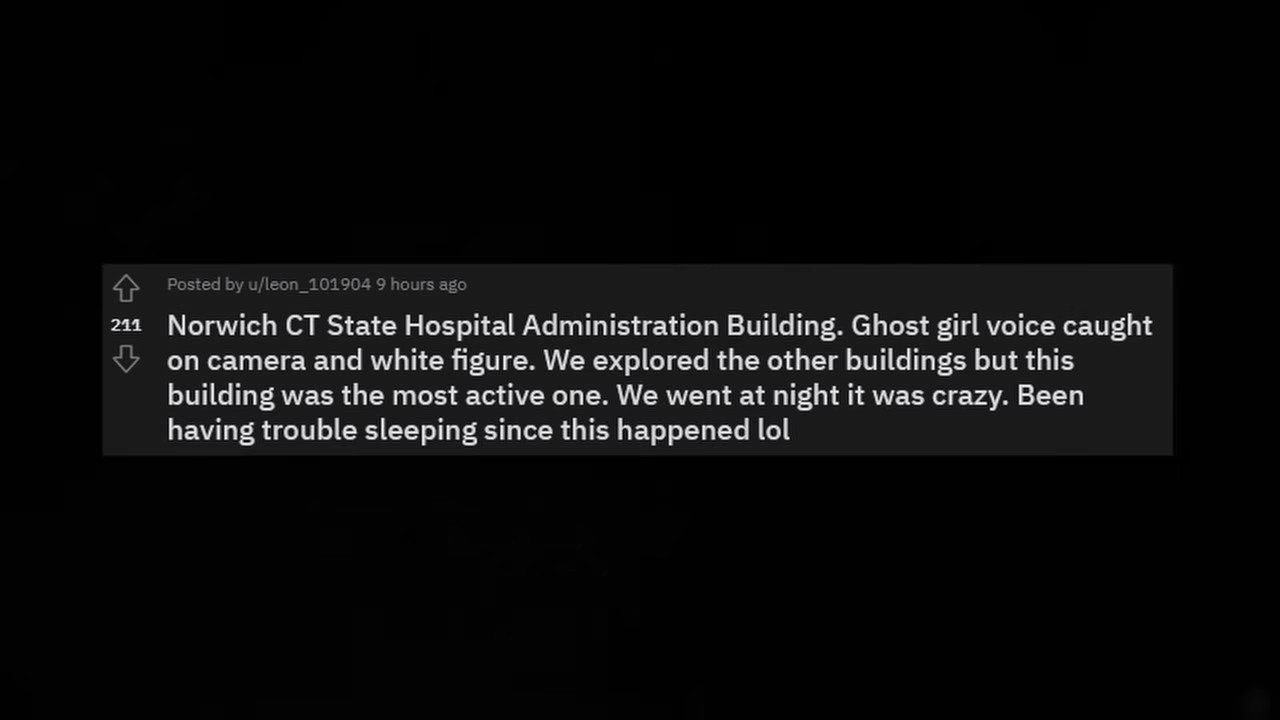 Posted by u/leon_101904 9 hours ago
211
Norwich CT State Hospital Administration Building. Ghost girl voice caught
on camera and white figure. We explored the other buildings but this
building was the most active one. We went at night it was crazy. Been
having trouble sleeping since this happened lol